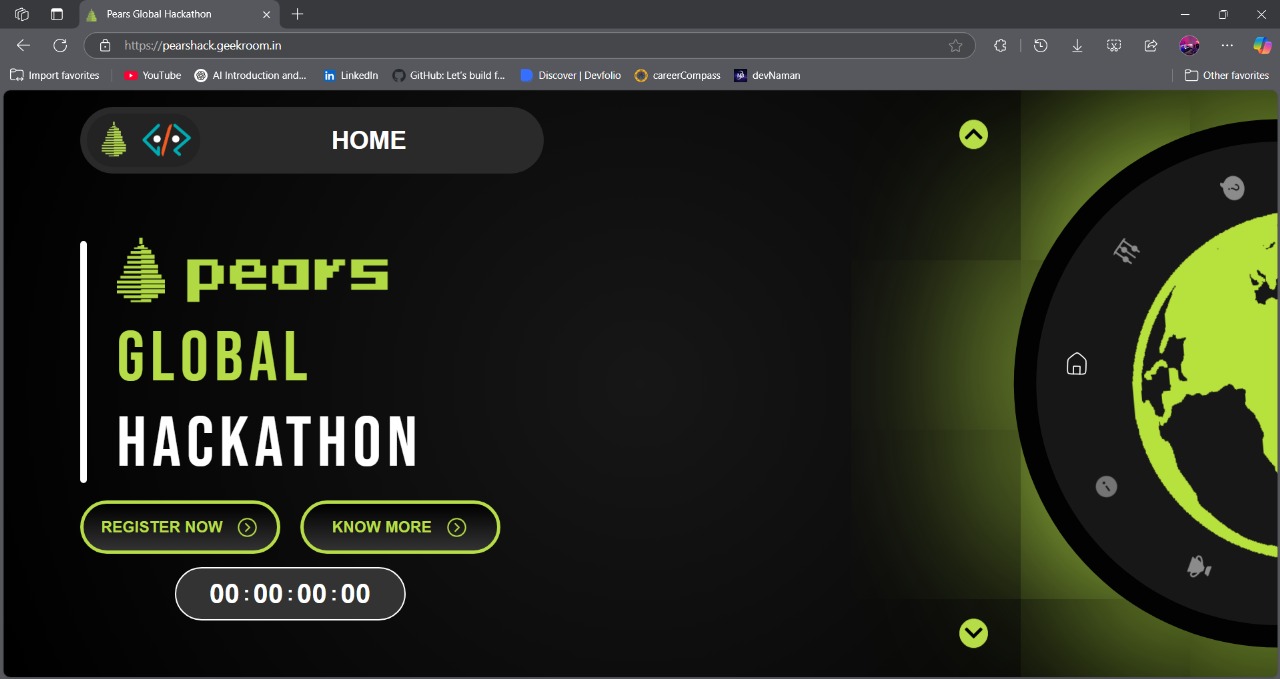 Pears Global Hackathon
https://pearshack.geekroom.in
Import favorites
YouTube
AI Introduction and...
LinkedIn
GitHub: Let's build f...
Discover | Devfolio
careerCompass
devNaman
Other favorites
HOME
pears
GLOBAL
HACKATHON
REGISTER NOW
KNOW MORE
00:00:00:00